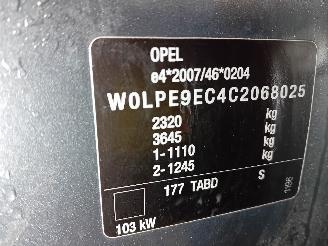 OPEL
e4*2007/46*0204
W0LPE9EC4C2068025
2320 kg
3645 kg
1-1110 kg
2-1245 kg
177 TABD S
1196
103 kW